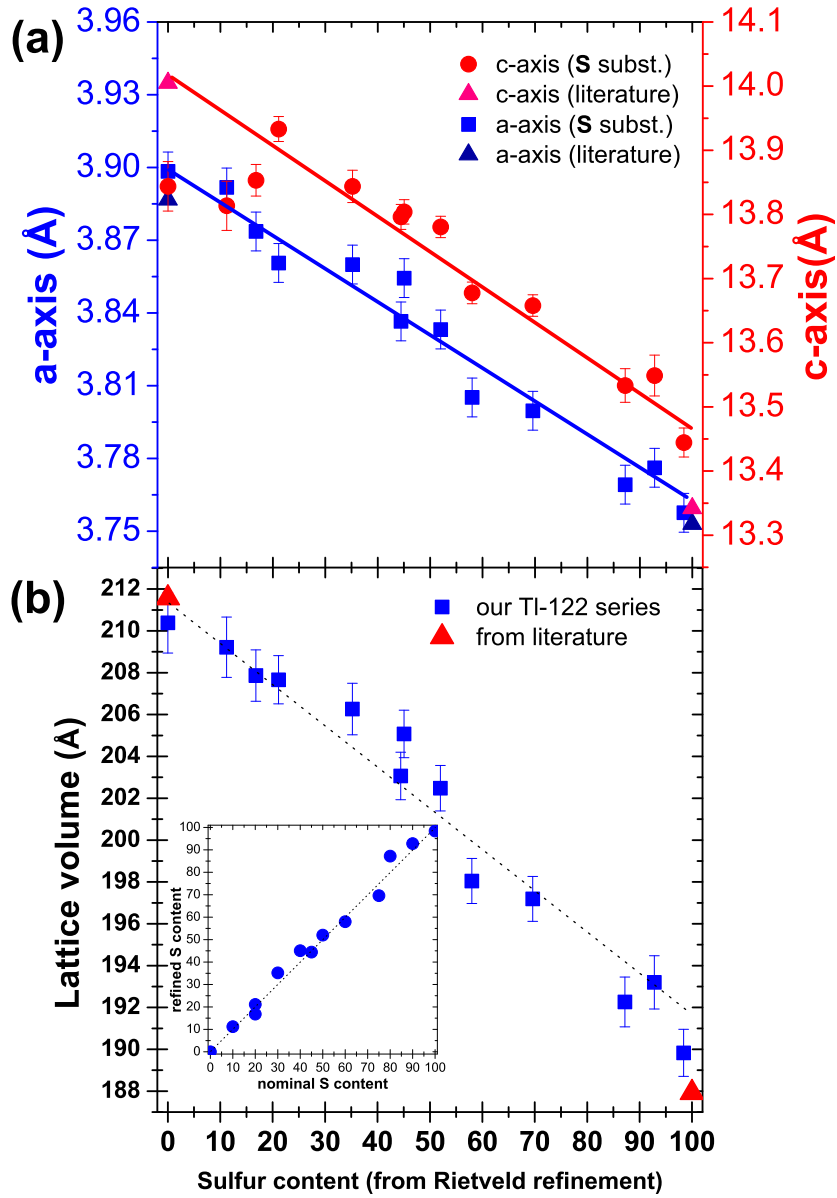 (a)
3.96
3.93
3.90
3.87
3.84
3.81
3.78
3.75
a-axis (Å)
c-axis (S subst.)
c-axis (literature)
a-axis (S subst.)
a-axis (literature)
14.1
14.0
13.9
13.8
13.7
13.6
13.5
13.4
13.3
c-axis(Å)
(b)
212
210
208
206
204
202
200
198
196
194
192
190
188
Lattice volume (Å)
our Tl-122 series
from literature
100
90
80
70
60
50
40
30
20
10
0
refined S content
0 10 20 30 40 50 60 70 80 90 100
nominal S content
0 10 20 30 40 50 60 70 80 90 100
Sulfur content (from Rietveld refinement)